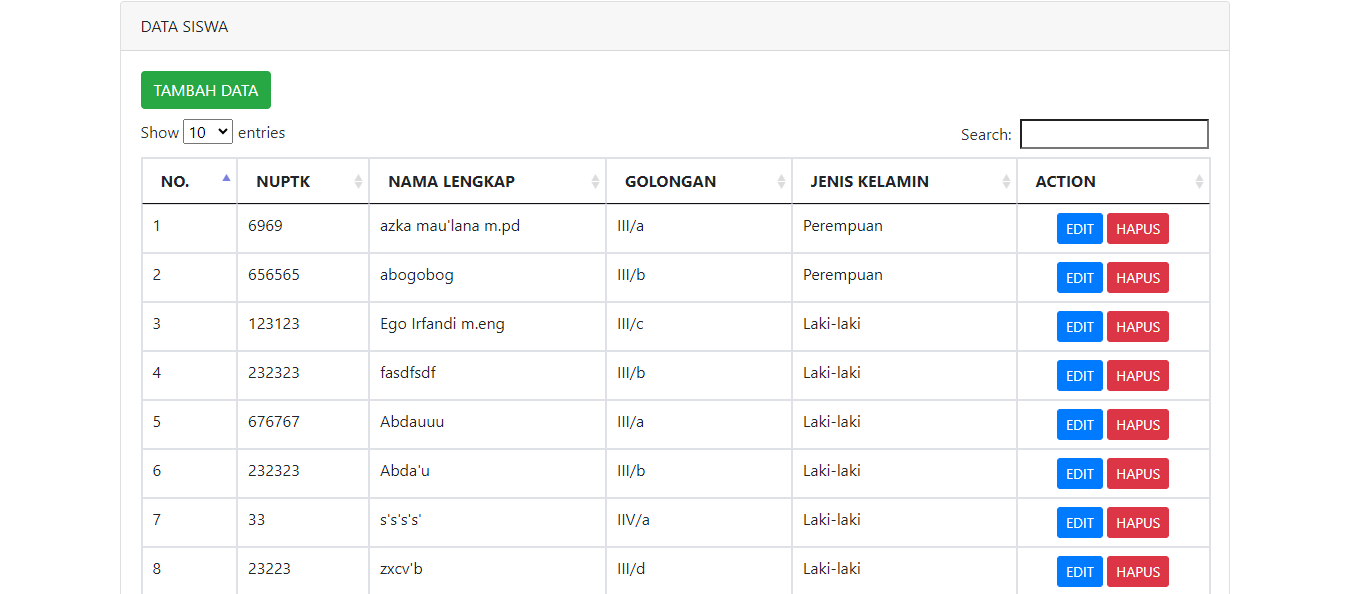 DATA SISWA
TAMBAH DATA
Show 10 entries Search:
NO. NUPTK NAMA LENGKAP GOLONGAN JENIS KELAMIN ACTION
1 6969 azka mau'lana m.pd III/a Perempuan EDIT HAPUS
2 656565 abogobog III/b Perempuan EDIT HAPUS
3 123123 Ego Irfandi m.eng III/c Laki-laki EDIT HAPUS
4 232323 fasdfsdf III/b Laki-laki EDIT HAPUS
5 676767 Abdauuu III/a Laki-laki EDIT HAPUS
6 232323 Abda'u III/b Laki-laki EDIT HAPUS
7 33 s's's's' IIV/a Laki-laki EDIT HAPUS
8 23223 zxcv'b III/d Laki-laki EDIT HAPUS